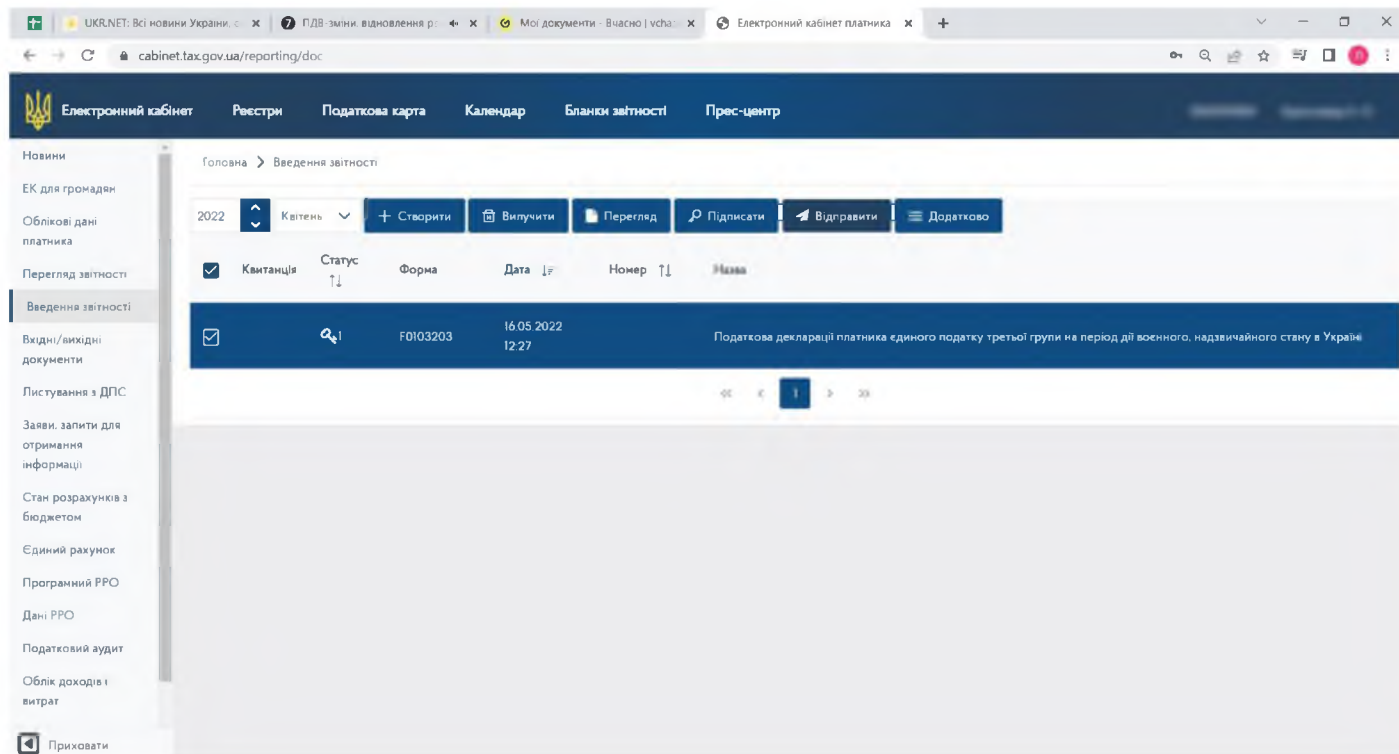 UKR.NET: Всі новини України,
ПДВ-зміни, відновлення
Мої документи - Вчасно | vchas
Електронний кабінет платника
cabinet.tax.gov.ua/reporting/doc
Електронний кабінет Реєстри Податкова карта Календар Бланки звітності Прес-центр
Новини
ЕК для громадян
Облікові дані
платника
Перегляд звітності
Введення звітності
Вхідні/вихідні
документи
Листування з ДПС
Заяви, запити для
отримання
інформації
Стан розрахунків з
бюджетом
Єдиний рахунок
Програмний РРО
Дані РРО
Податковий аудит
Облік доходів і
витрат
Приховати
Головна > Введення звітності
2022 Квітень + Створити Вилучити Перегляд Підписати Відправити Додатково
Квитанція Статус Форма Дата Номер Назва
1 F0103203 16.05.2022
12:27
Податкова декларації платника єдиного податку третьої групи на період дії воєнного, надзвичайного стану в Україні
« < 1 > »